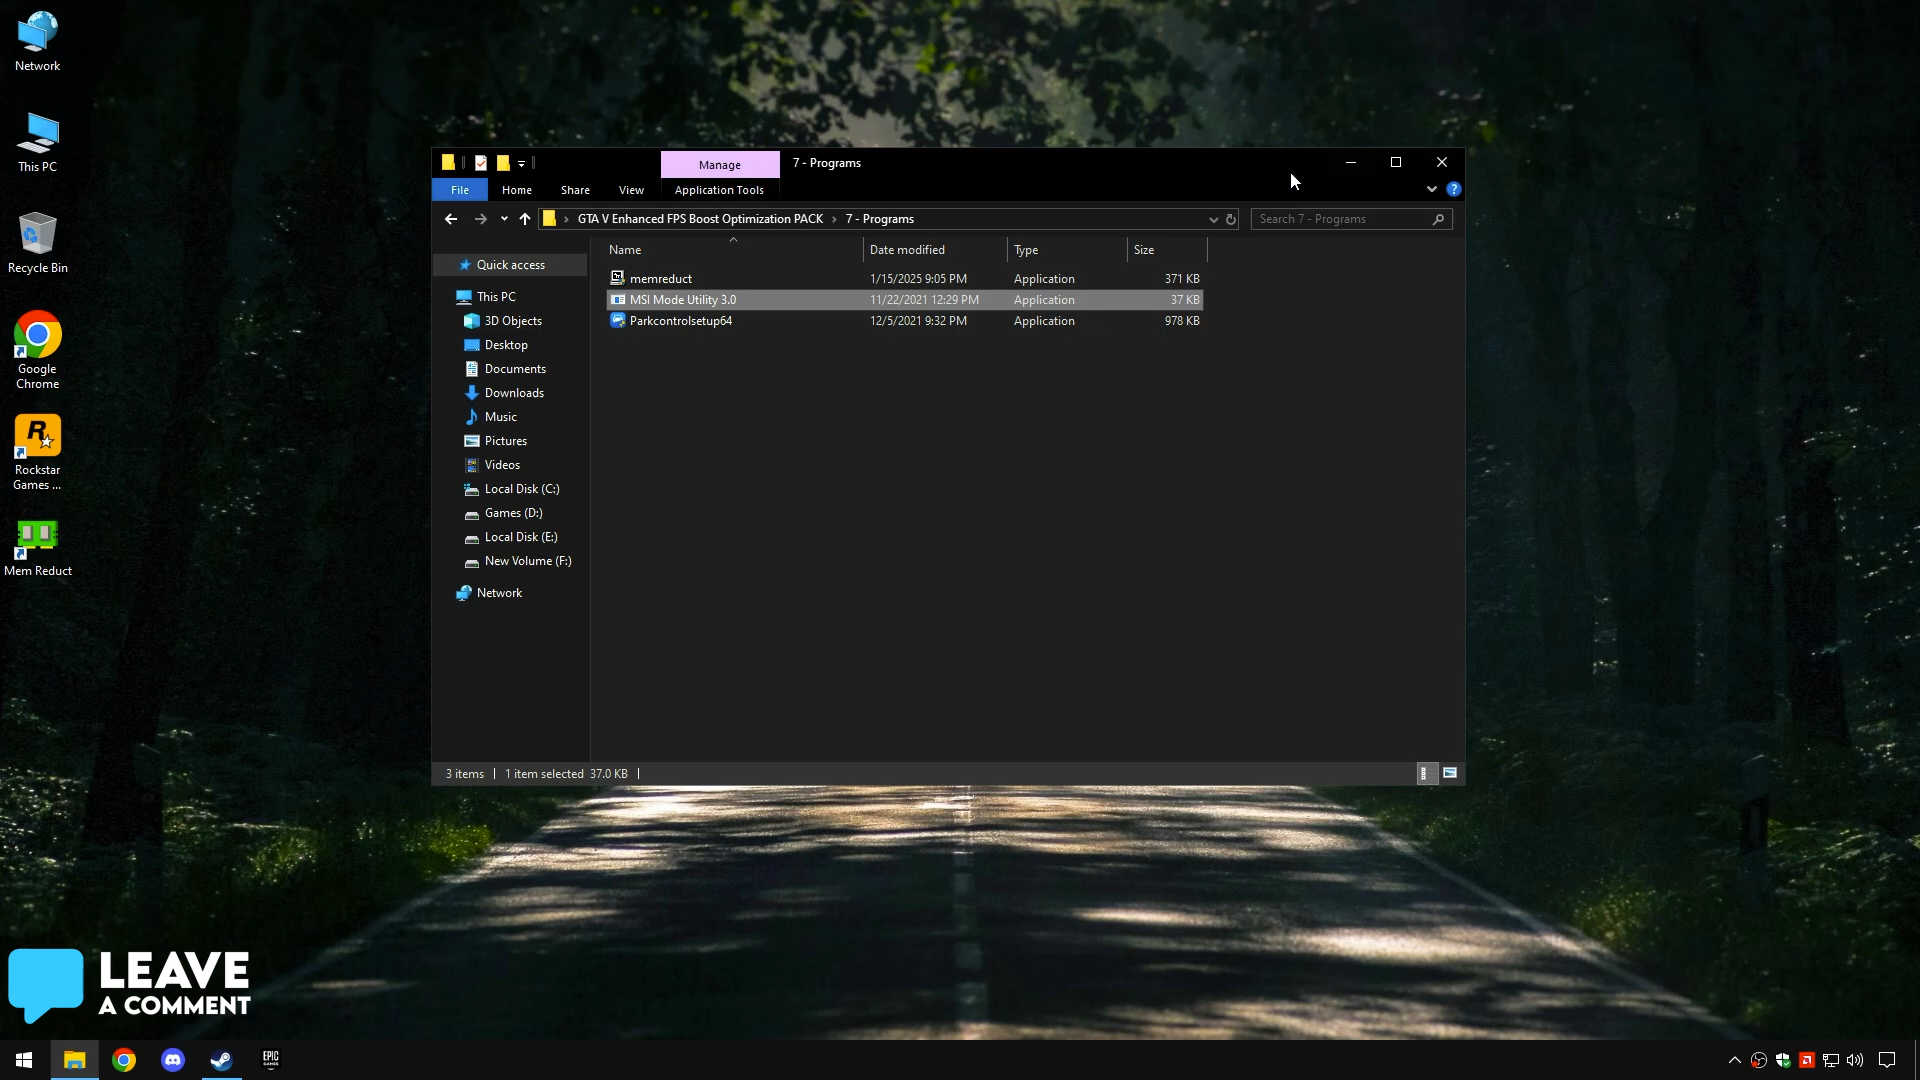 Network
This PC
Recycle Bin
Google
Chrome
Rockstar
Games ...
Mem Reduct
Manage
7 - Programs
File
Home
Share
View
Application Tools
GTA V Enhanced FPS Boost Optimization PACK
7 - Programs
Search 7 - Programs
Name
Date modified
Type
Size
Quick access
This PC
3D Objects
Desktop
Documents
Downloads
Music
Pictures
Videos
Local Disk (C:)
Games (D:)
Local Disk (E:)
New Volume (F:)
Network
memreduct 1/15/2025 9:05 PM Application 371 KB
MSI Mode Utility 3.0 11/22/2021 12:29 PM Application 37 KB
Parkcontrolsetup64 12/5/2021 9:32 PM Application 978 KB
3 items
1 item selected 37.0 KB
LEAVE
A COMMENT
EPIC
GAMES